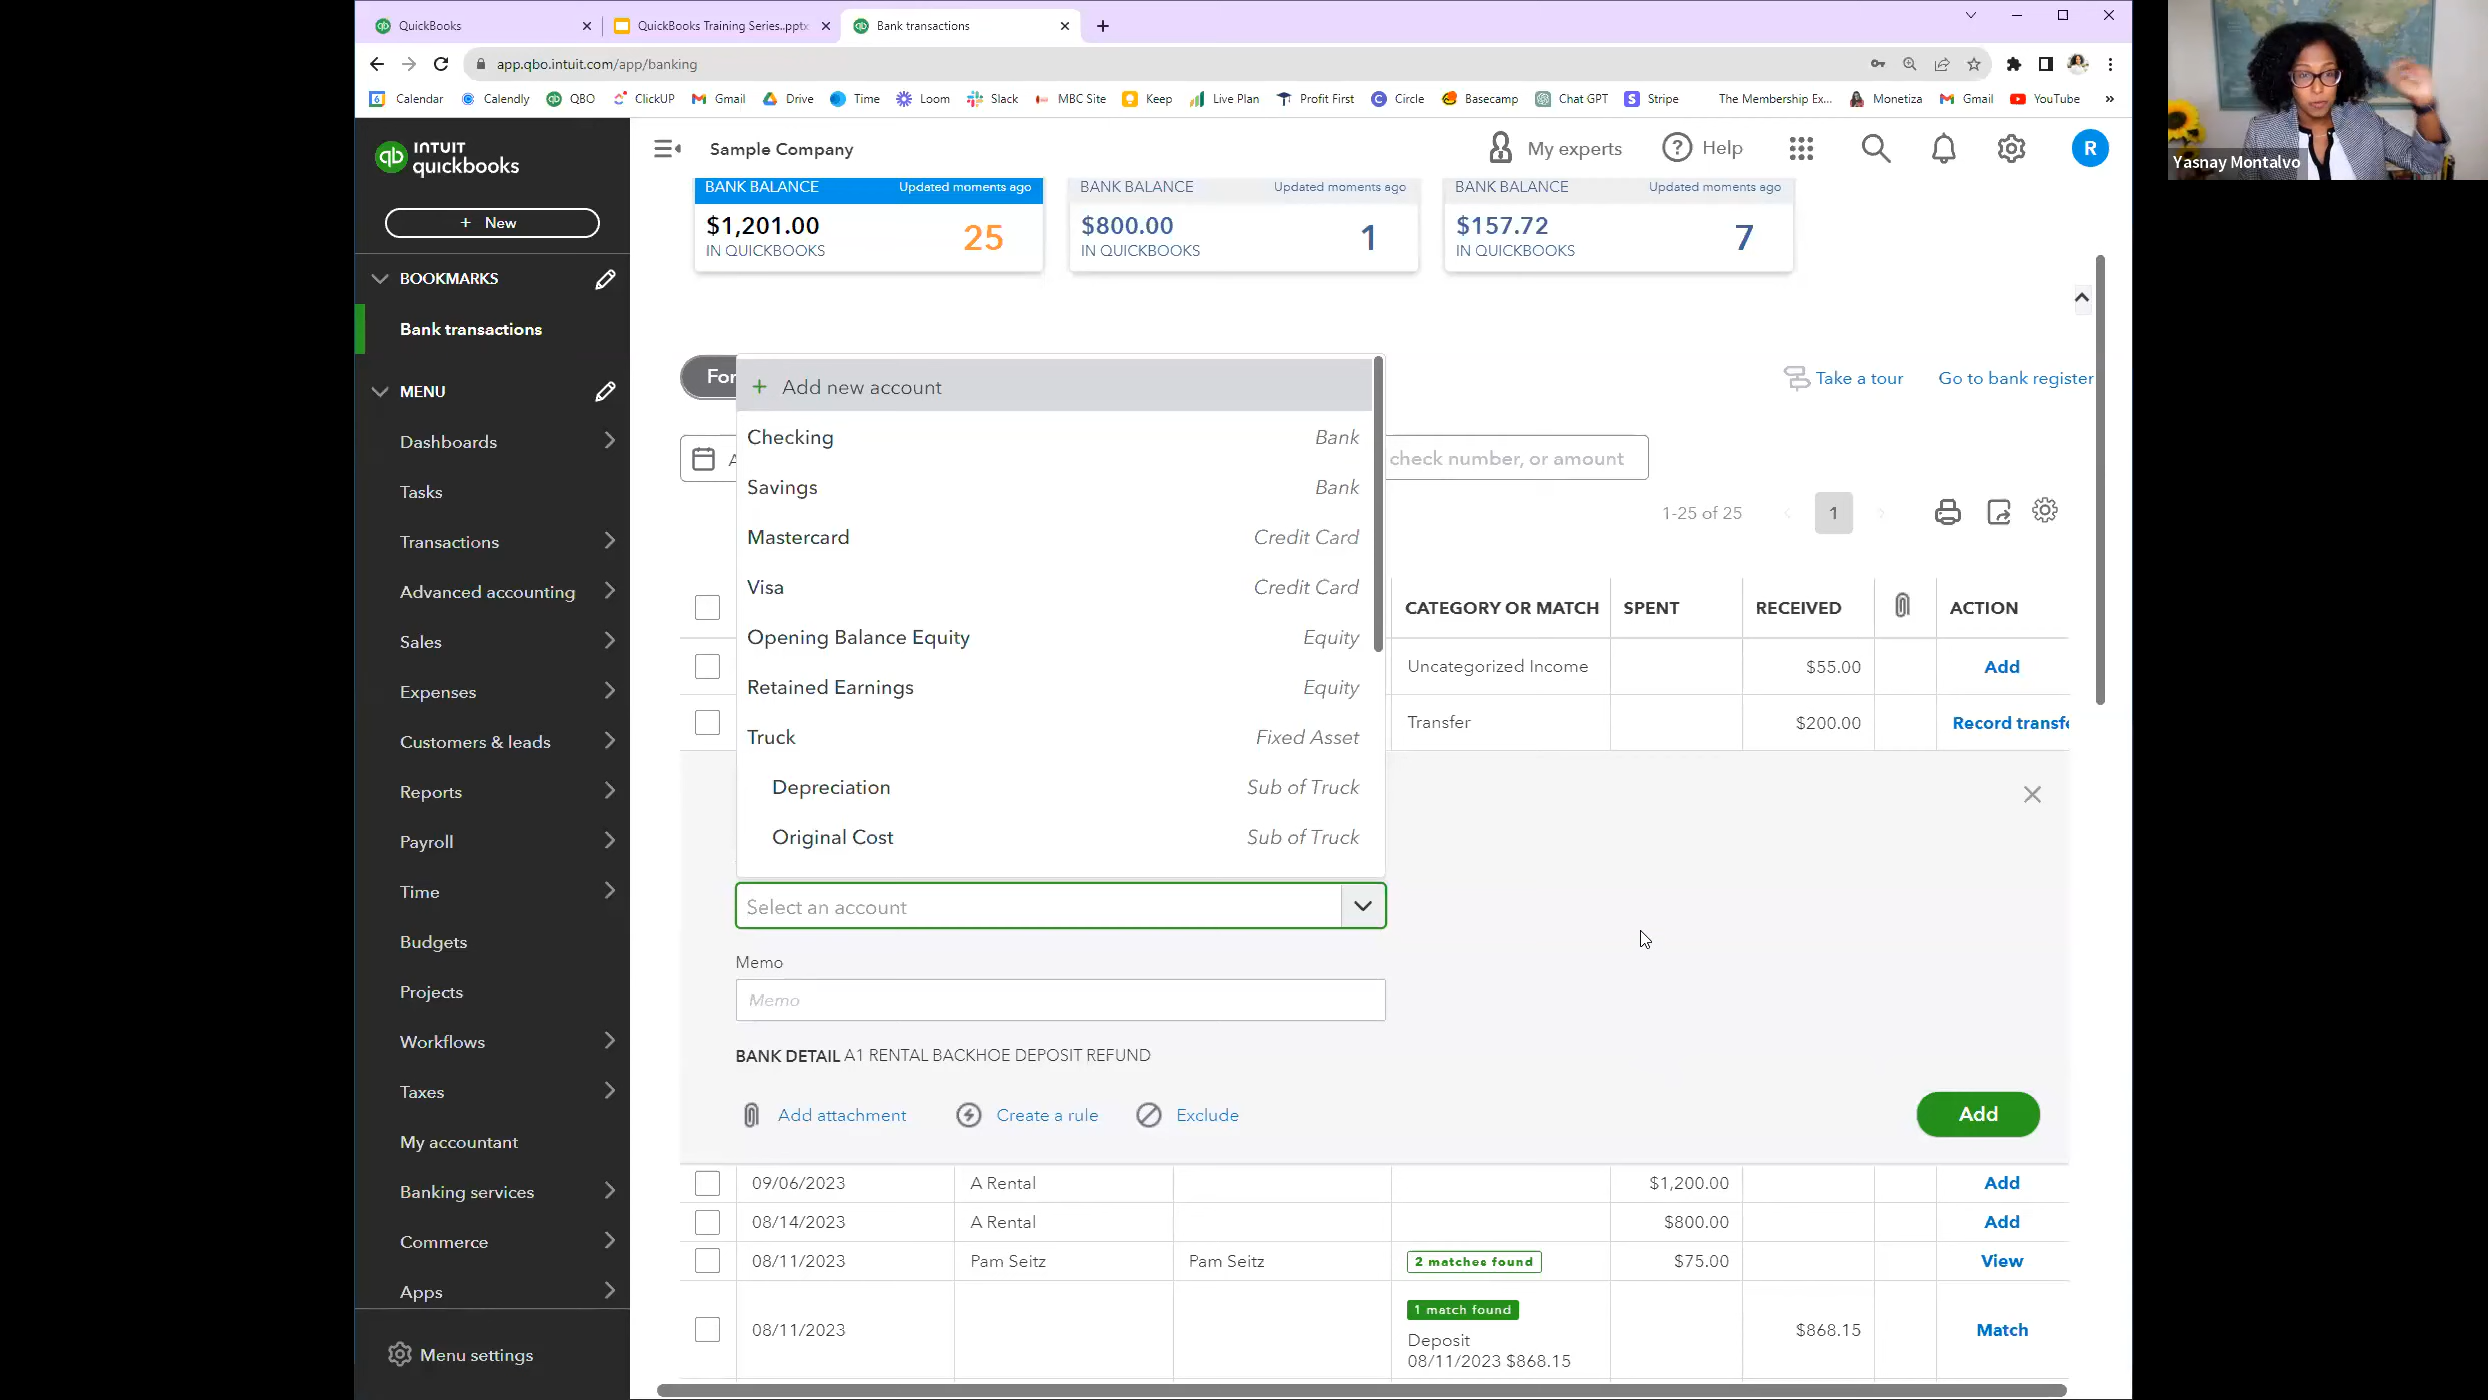 QuickBooks
QuickBooks Training Series..pptx
Bank transactions
app.qbo.intuit.com/app/banking
Calendar
Calendly
QBO
ClickUP
Gmail
Drive
Time
Loom
Slack
MBC Site
Keep
Live Plan
Profit First
Circle
Basecamp
Chat GPT
Stripe
The Membership Ex...
Monetiza
Gmail
YouTube
»
Yasnay Montalvo
qb INTUIT
quickbooks
+ New
BOOKMARKS
Bank transactions
MENU
Dashboards
Tasks
Transactions
Advanced accounting
Sales
Expenses
Customers & leads
Reports
Payroll
Time
Budgets
Projects
Workflows
Taxes
My accountant
Banking services
Commerce
Apps
Menu settings
Sample Company
My experts
Help
R
BANK BALANCE Updated moments ago
$1,201.00 25
IN QUICKBOOKS
BANK BALANCE Updated moments ago
$800.00 1
IN QUICKBOOKS
BANK BALANCE Updated moments ago
$157.72 7
IN QUICKBOOKS
For
Take a tour
Go to bank register
A
check number, or amount
1-25 of 25
1
+ Add new account
Checking Bank
Savings Bank
Mastercard Credit Card
Visa Credit Card
Opening Balance Equity Equity
Retained Earnings Equity
Truck Fixed Asset
Depreciation Sub of Truck
Original Cost Sub of Truck
CATEGORY OR MATCH SPENT RECEIVED ACTION
Uncategorized Income $55.00 Add
Transfer $200.00 Record transfe
Select an account
Memo
Memo
BANK DETAIL A1 RENTAL BACKHOE DEPOSIT REFUND
Add attachment
Create a rule
Exclude
Add
09/06/2023 A Rental $1,200.00 Add
08/14/2023 A Rental $800.00 Add
08/11/2023 Pam Seitz Pam Seitz 2 matches found $75.00 View
1 match found
08/11/2023 $868.15 Match
Deposit
08/11/2023 $868.15